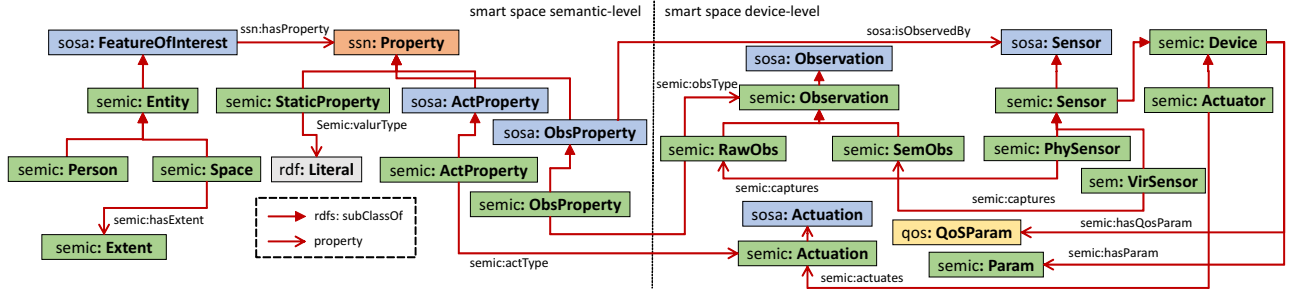 smart space semantic-level
smart space device-level
sosa: FeatureOfInterest
ssn:hasProperty
ssn: Property
sosa:isObservedBy
sosa: Sensor
semic: Device
sosa: Observation
semic:obsType
semic: Entity
semic: StaticProperty
sosa: ActProperty
semic: Observation
semic: Sensor
semic: Actuator
Semic:valurType
sosa: ObsProperty
semic: Person
semic: Space
rdf: Literal
semic: ActProperty
semic: RawObs
semic: SemObs
semic: PhySensor
sem: VirSensor
semic:captures
semic:captures
semic: ObsProperty
semic:hasExtent
rdfs: subClassOf
property
sosa: Actuation
semic:hasQosParam
qos: QoSParam
semic: Extent
semic:actType
semic: Actuation
semic:hasParam
semic: Param
semic:actuates